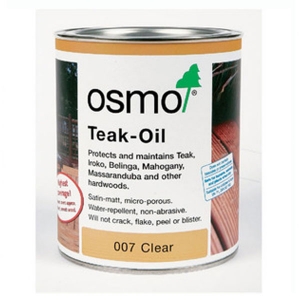 osmo
Teak-Oil
Protects and maintains Teak,
Iroko, Belinga, Mahogany,
Massaranduba and other
hardwoods.
Satin-matt, micro-porous.
Water-repellent, non-abrasive.
Will not crack, flake, peel or blister.
007 Clear